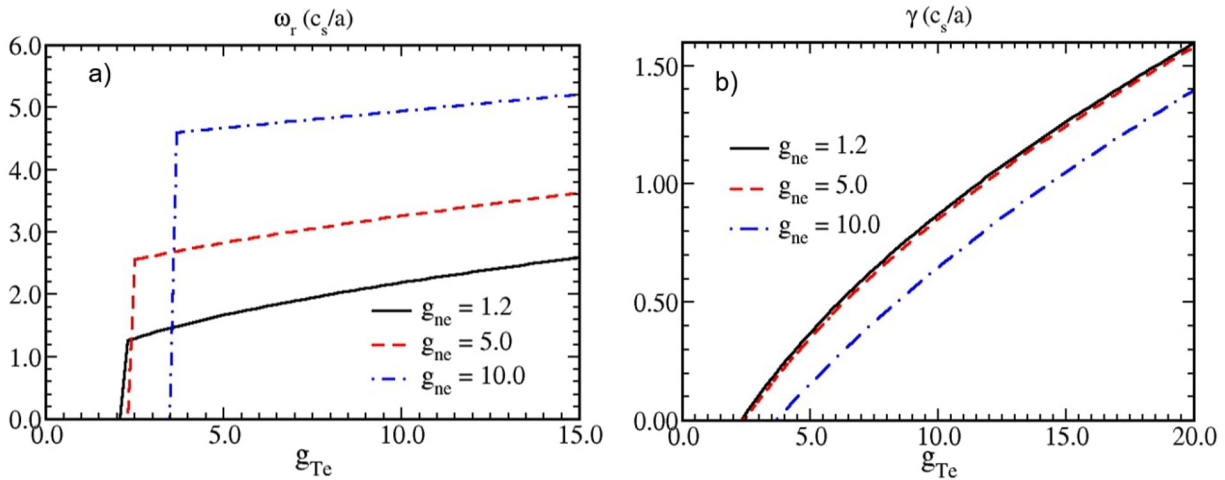 ω_r (c_s/a)
a)
6.0
5.0
4.0
3.0
2.0
1.0
0.0
g_ne = 1.2
g_ne = 5.0
g_ne = 10.0
0.0 5.0 10.0 15.0
g_Te
γ (c_s/a)
b)
1.50
1.00
0.50
0.00
g_ne = 1.2
g_ne = 5.0
g_ne = 10.0
0.0 5.0 10.0 15.0 20.0
g_Te